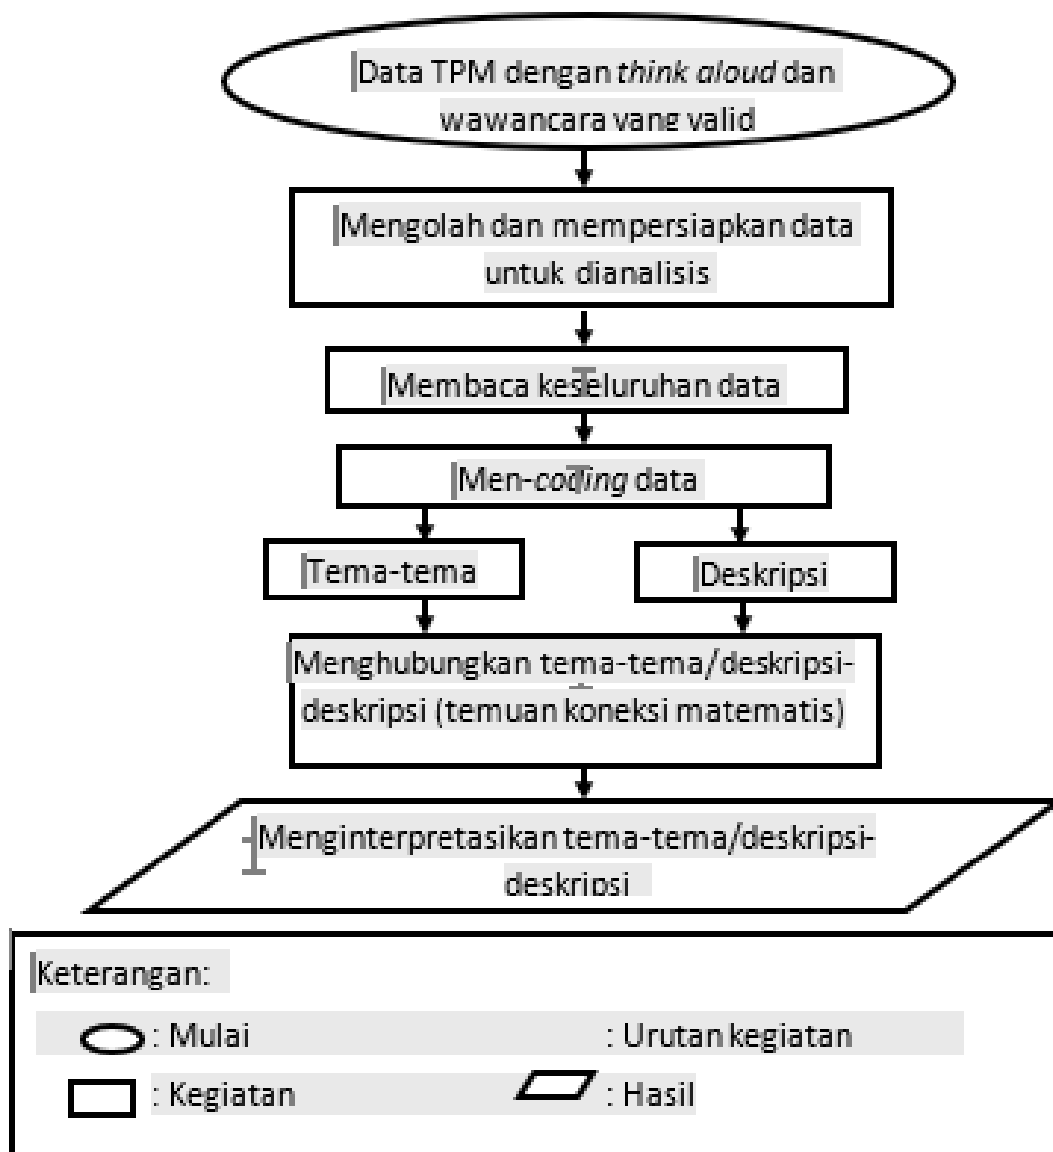 Data TPM dengan think aloud dan
wawancara yang valid
Mengolah dan mempersiapkan data
untuk dianalisis
Membaca keseluruhan data
Men-coding data
Tema-tema
Deskripsi
Menghubungkan tema-tema/deskripsi-
deskripsi (temuan koneksi matematis)
Menginterpretasikan tema-tema/deskripsi-
deskripsi
Keterangan:
: Mulai
: Urutan kegiatan
: Kegiatan
: Hasil